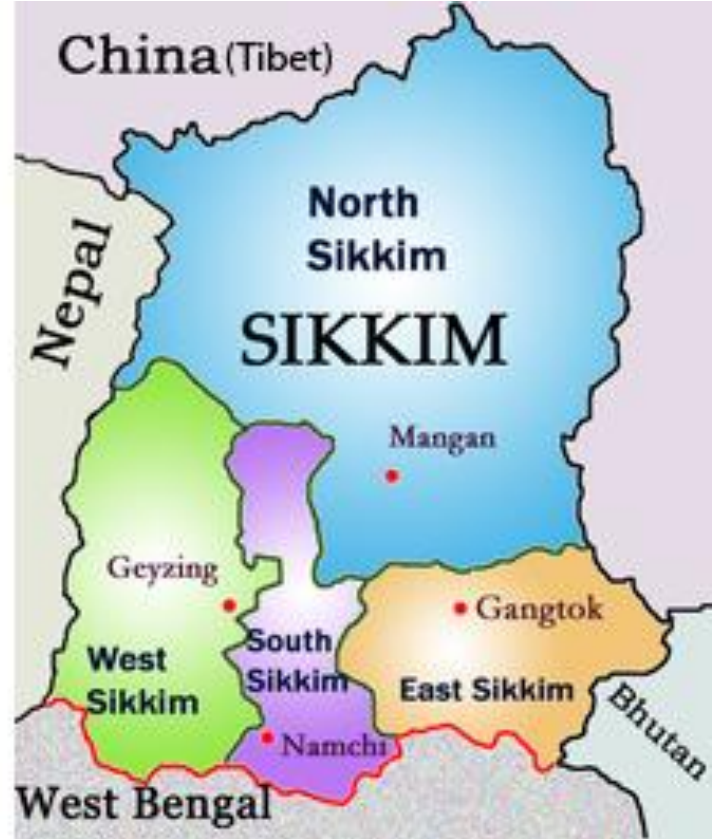 China (Tibet)
North
Sikkim
Nepal
SIKKIM
Mangan
Geyzing
Gangtok
South
Sikkim
West
Sikkim
East Sikkim
Bhutan
Namchi
West Bengal